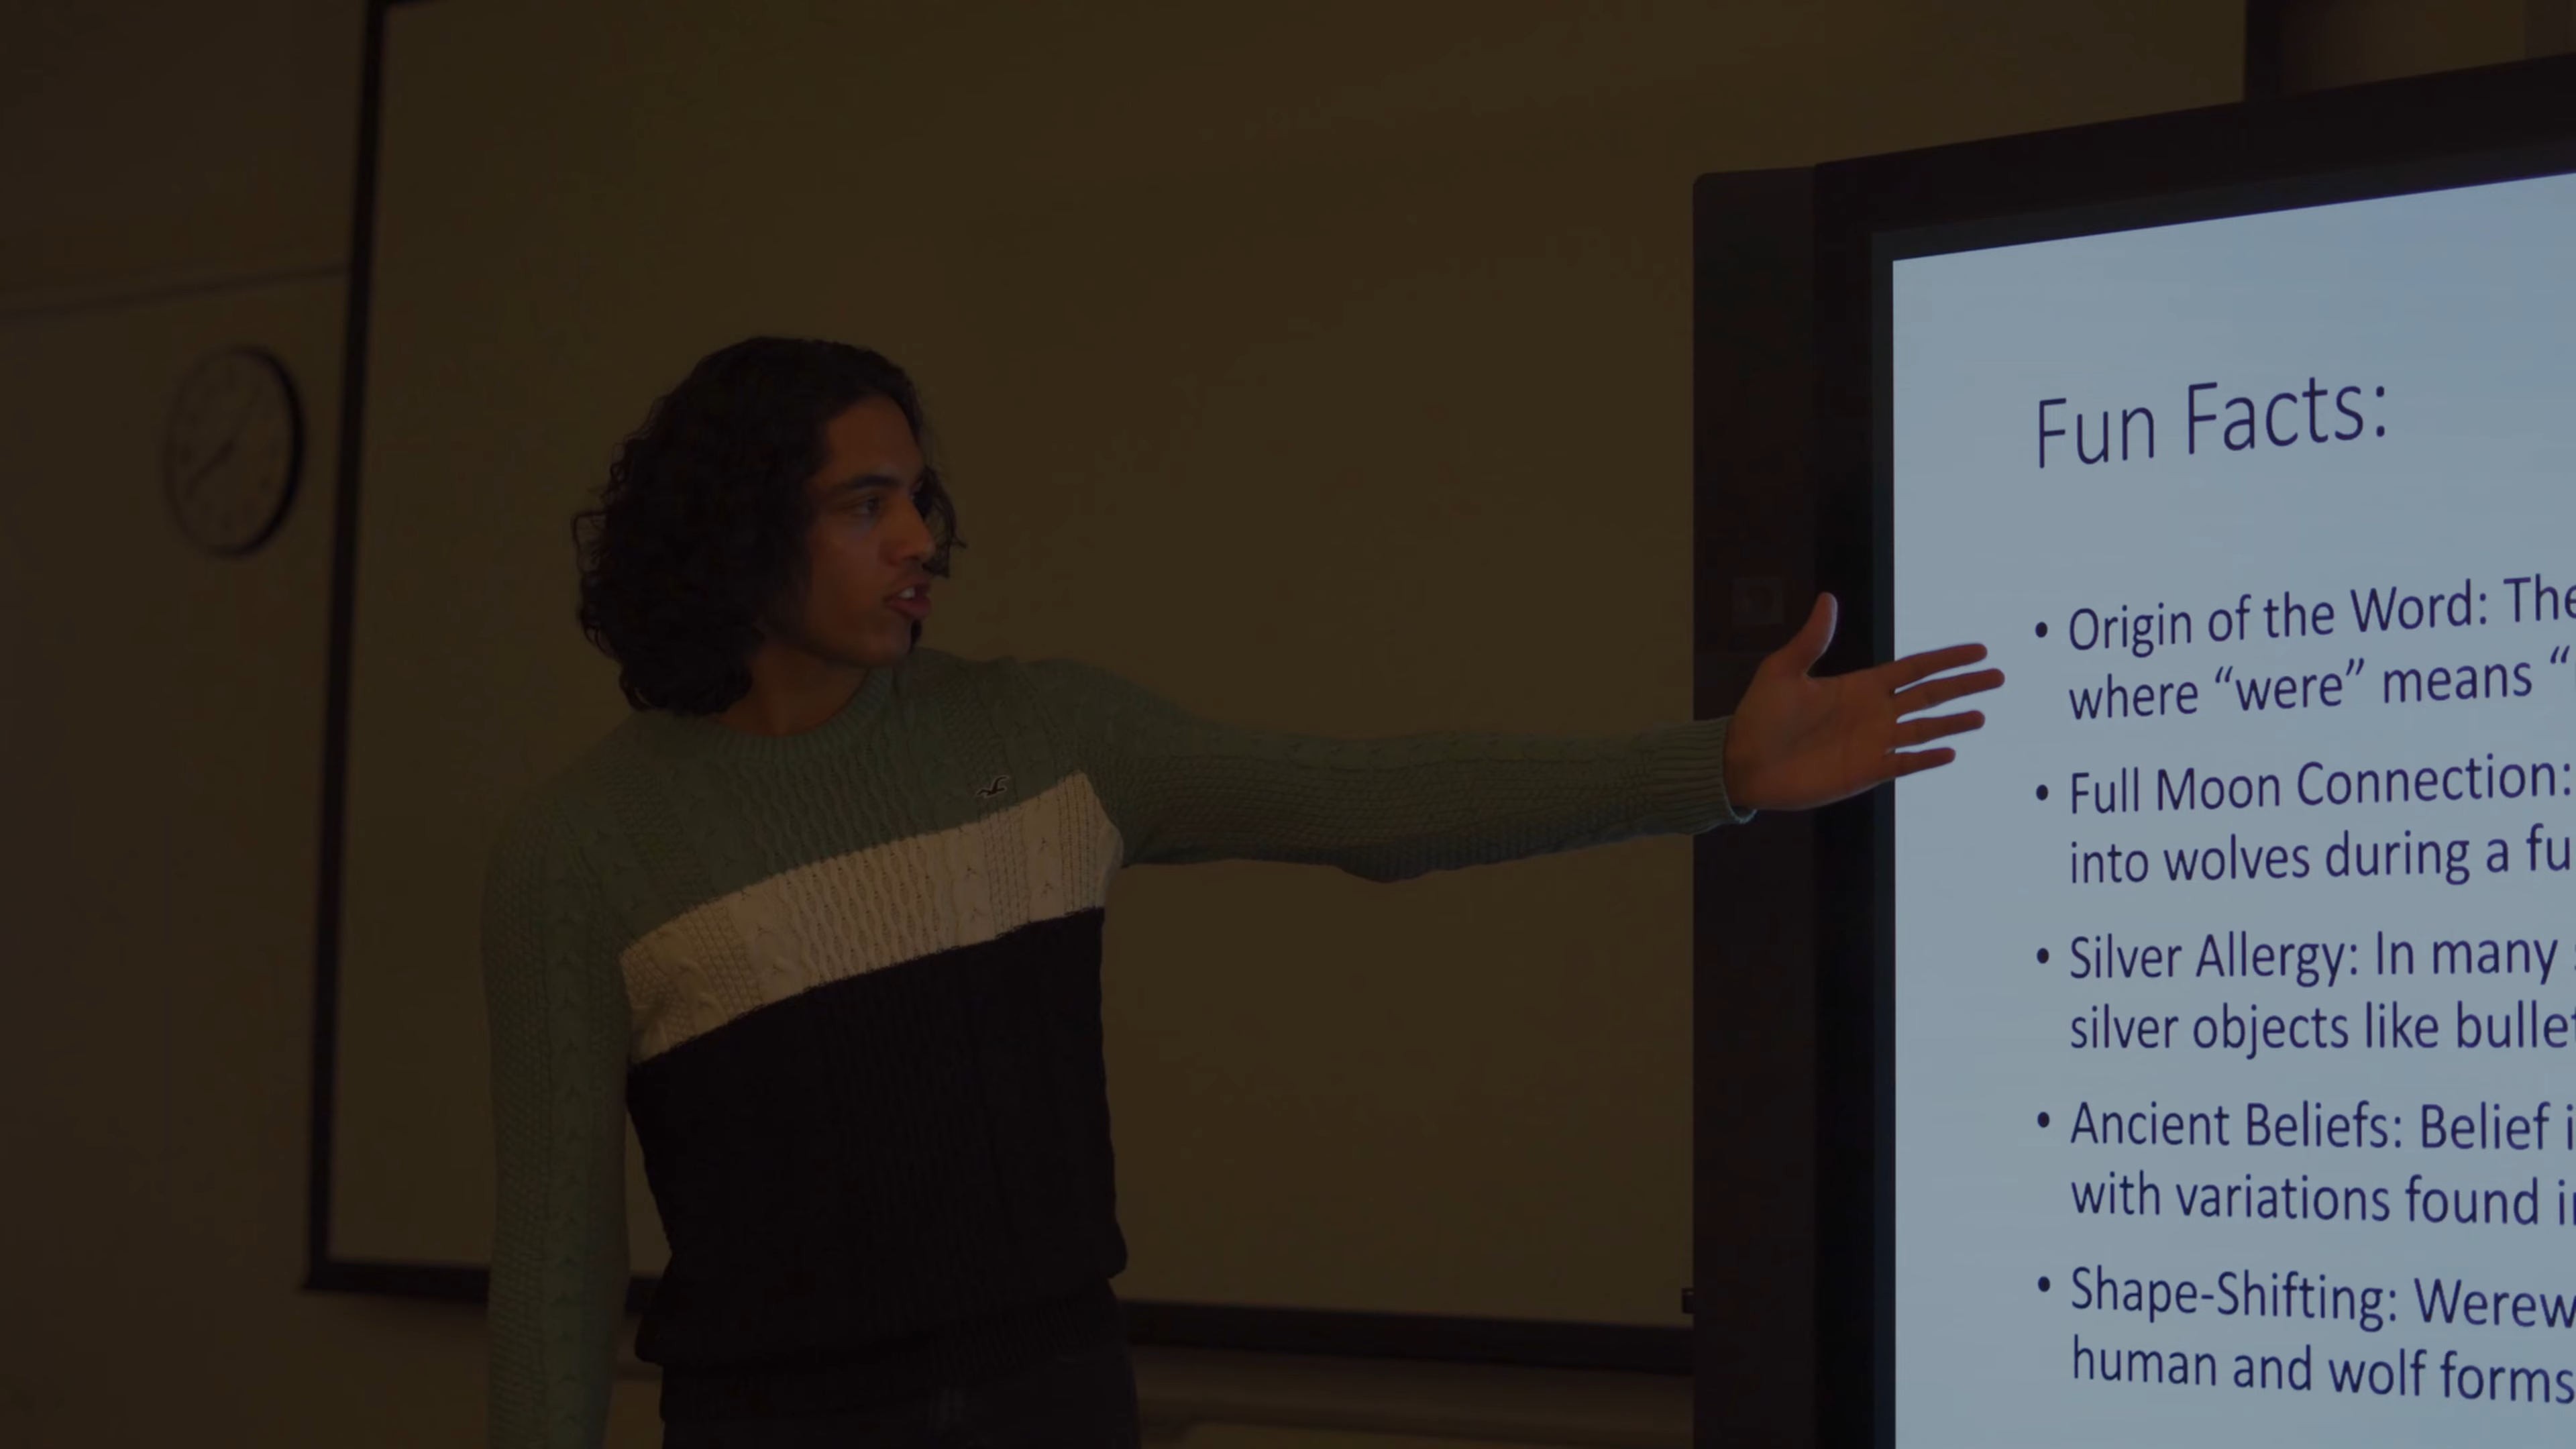 Fun Facts:
• Origin of the Word: The
where “were” means “
• Full Moon Connection:
into wolves during a fu
• Silver Allergy: In many
silver objects like bullet
• Ancient Beliefs: Belief i
with variations found i
• Shape-Shifting: Werew
human and wolf forms